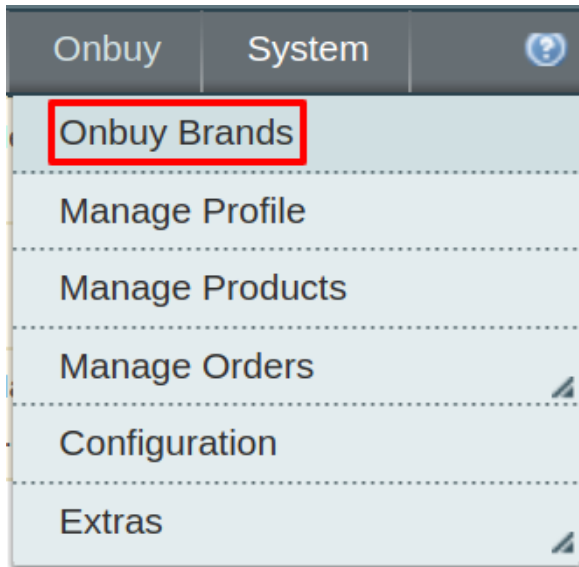 Onbuy System
Onbuy Brands
Manage Profile
Manage Products
Manage Orders
Configuration
Extras